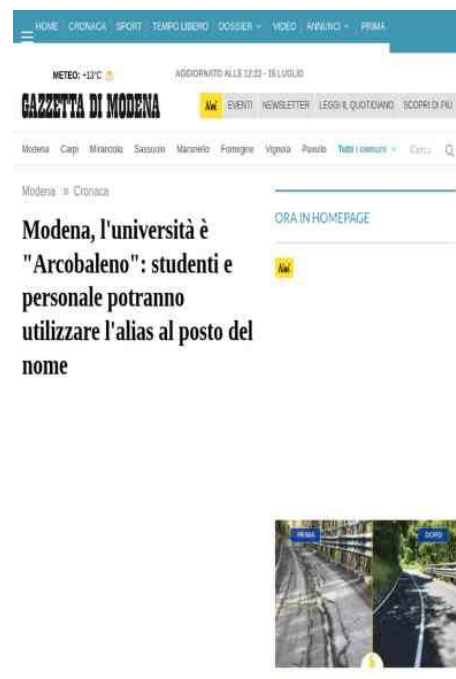 HOME CRONACA SPORT TEMPO LIBERO DOSSIER VIDEO ANNUNCI PRIMA
METEO: +13°C AGGIORNATO ALLE 12:22 - 16 LUGLIO
GAZZETTA DI MODENA
Noi EVENTI NEWSLETTER LEGGI IL QUOTIDIANO SCOPRI DI PIÙ
Modena Carpi Mirandola Sassuolo Maranello Formigine Vignola Pavullo Tutti i comuni Cerca
Modena » Cronaca
Modena, l'università è
"Arcobaleno": studenti e
personale potranno
utilizzare l'alias al posto del
nome
ORA IN HOMEPAGE
Noi
PRIMA DOPO